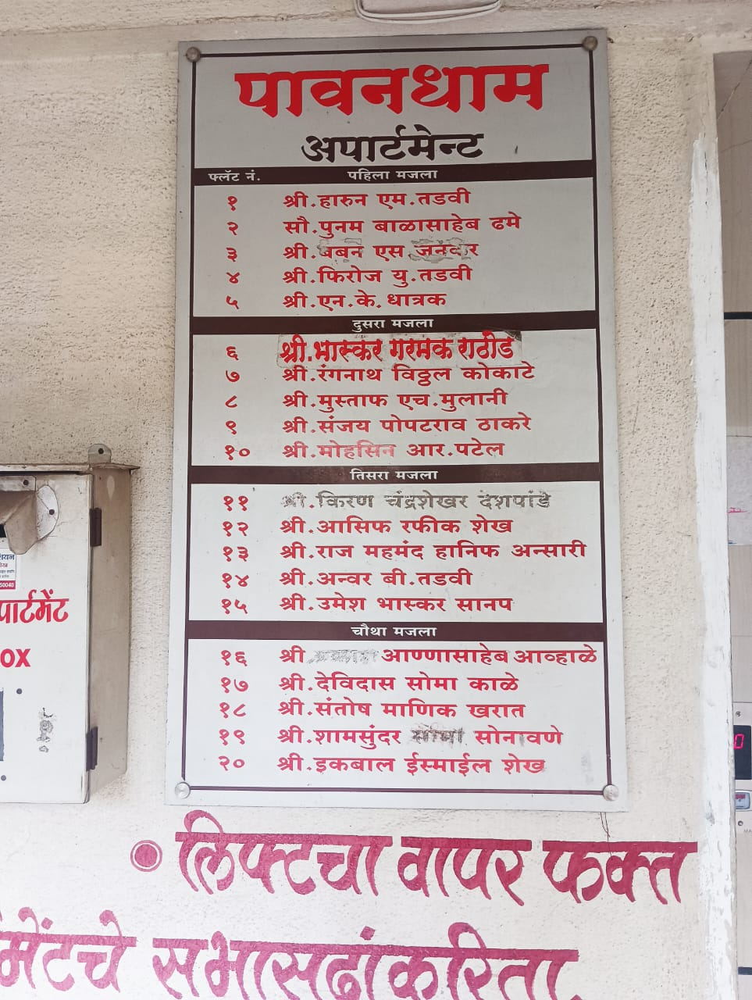 पावनधाम
अपार्टमेन्ट
फ्लॅट नं. पहिला मजला
१ श्री.हारुन एम.तडवी
२ सौ.पुनम बाळासाहेब ढमे
३ श्री.बबन एस जनवर
४ श्री.फिरोज यु.तडवी
५ श्री.एन.के.धात्रक
दुसरा मजला
६ श्री.भास्कर गरमक राठोड
७ श्री.रंगनाथ विठ्ठल कोकाटे
८ श्री.मुस्ताफ एच.मुलानी
९ श्री.संजय पोपटराव ठाकरे
१० श्री.मोहसिन आर.पटेल
तिसरा मजला
११ श्री.किरण चंद्रशेखर देशपांडे
१२ श्री.आसिफ रफीक शेख
१३ श्री.राज महमंद हानिफ अन्सारी
१४ श्री.अन्वर बी.तडवी
१५ श्री.उमेश भास्कर सानप
चौथा मजला
१६ श्री आण्णासाहेब आव्हाळे
१७ श्री.देविदास सोमा काळे
१८ श्री.संतोष माणिक खरात
१९ श्री.शामसुंदर सोनावणे
२० श्री.इकबाल ईस्माईल शेख
पार्टमेंट
OX
लिफ्टचा वापर फक्त
मेंटचे सभासदांकरिता